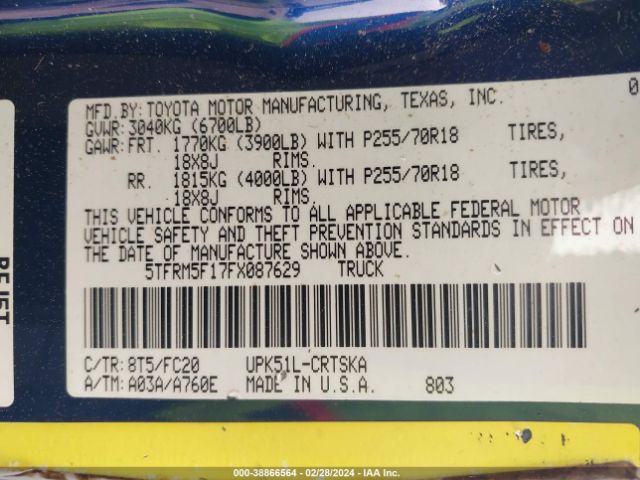 MFD.BY:TOYOTA MOTOR MANUFACTURING, TEXAS, INC. 0
GVWR:3040KG (6700LB)
GAWR:FRT. 1770KG (3900LB) WITH P255/70R18 TIRES,
18X8J RIMS.
RR. 1815KG (4000LB) WITH P255/70R18 TIRES,
18X8J RIMS.
THIS VEHICLE CONFORMS TO ALL APPLICABLE FEDERAL MOTOR
VEHICLE SAFETY AND THEFT PREVENTION STANDARDS IN EFFECT ON
THE DATE OF MANUFACTURE SHOWN ABOVE.
5TFRM5F17FX087629 TRUCK
C/TR:8T5/FC20 UPK51L-CRTSKA
A/TM:A03A/A760E MADE IN U.S.A. 803
000-38866564 | 02/28/2024 | IAA Inc.